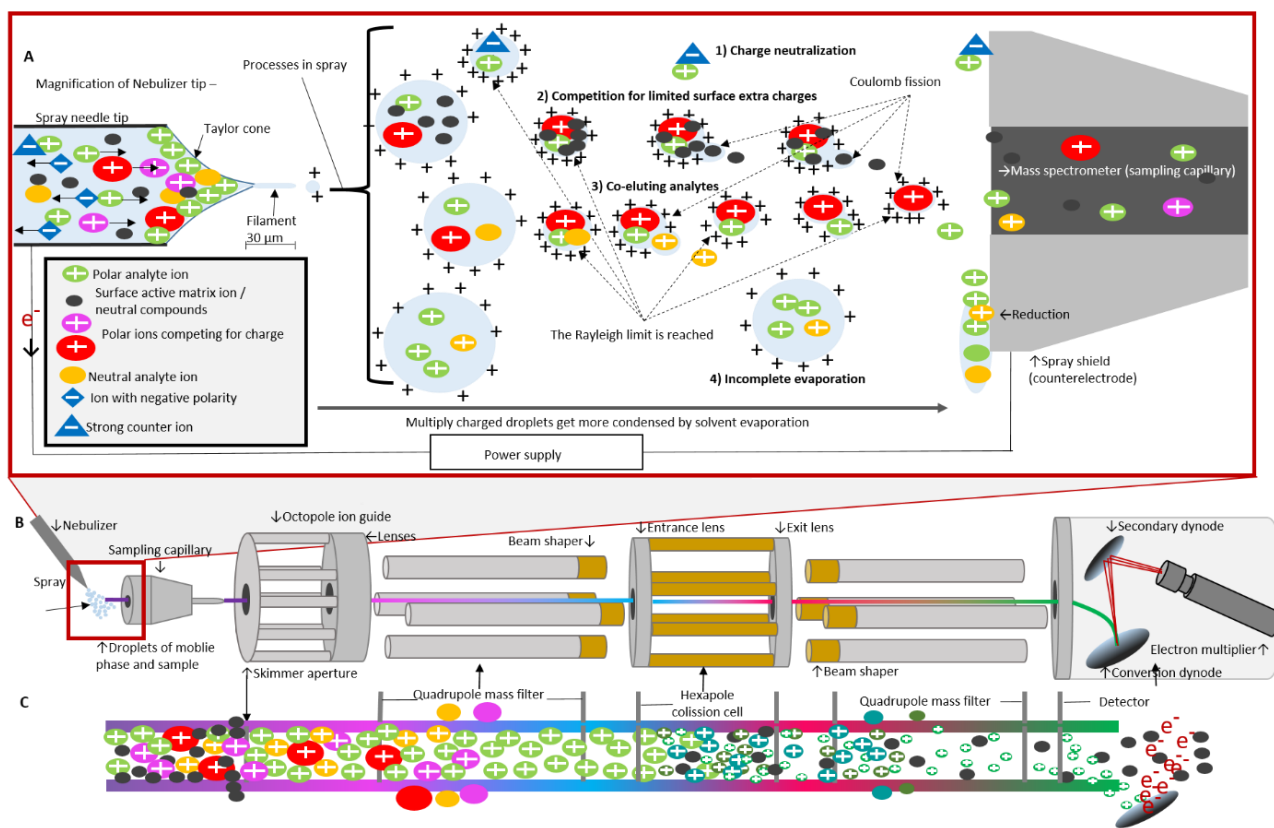 A
Magnification of Nebulizer tip –
Spray needle tip
Taylor cone
Filament
30 µm
Processes in spray
1) Charge neutralization
Coulomb fission
2) Competition for limited surface extra charges
3) Co-eluting analytes
→Mass spectrometer (sampling capillary)
The Rayleigh limit is reached
4) Incomplete evaporation
←Reduction
↑Spray shield
(counterelectrode)
Multiply charged droplets get more condensed by solvent evaporation
Power supply
e-
Polar analyte ion
Surface active matrix ion /
neutral compounds
Polar ions competing for charge
Neutral analyte ion
Ion with negative polarity
Strong counter ion
B
↓Nebulizer
Sampling capillary
↓
Spray
↑Droplets of moblie
phase and sample
↓Octopole ion guide
←Lenses
↑Skimmer aperture
Beam shaper↓
↓Entrance lens
↓Exit lens
↑Beam shaper
↓Secondary dynode
Electron multiplier↑
↑Conversion dynode
C
Quadrupole mass filter
Hexapole
colission cell
Quadrupole mass filter
Detector
e-
e-
e-
e-
e-
e-
e-
e-